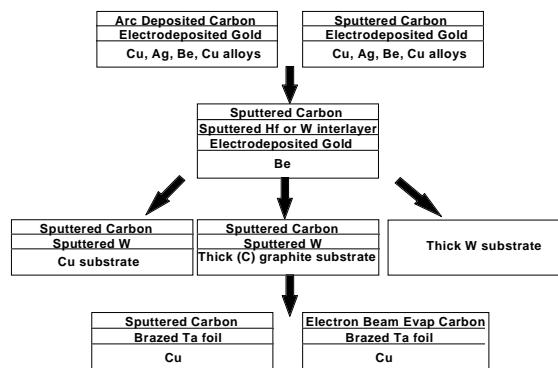 Arc Deposited Carbon
Electrodeposited Gold
Cu, Ag, Be, Cu alloys
Sputtered Carbon
Electrodeposited Gold
Cu, Ag, Be, Cu alloys
Sputtered Carbon
Sputtered Hf or W interlayer
Electrodeposited Gold
Be
Sputtered Carbon
Sputtered W
Cu substrate
Sputtered Carbon
Sputtered W
Thick (C) graphite substrate
Thick W substrate
Sputtered Carbon
Brazed Ta foil
Cu
Electron Beam Evap Carbon
Brazed Ta foil
Cu